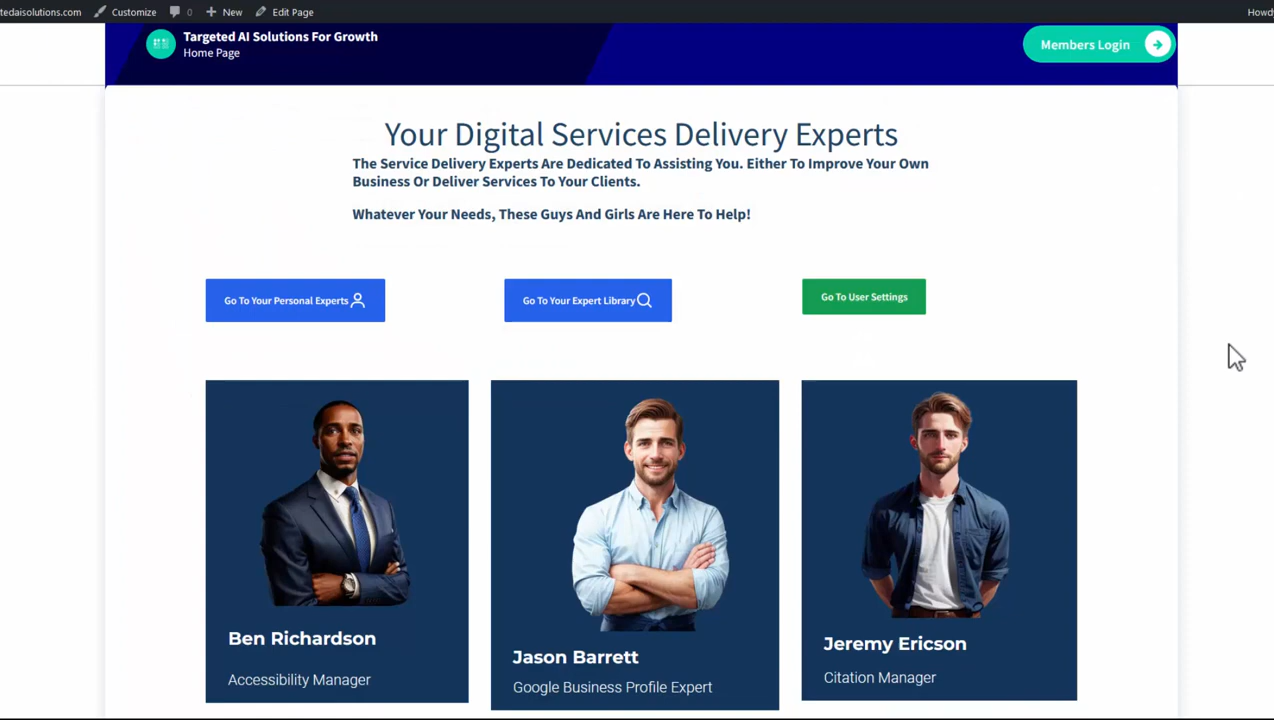 tedaisolutions.com Customize 0 New Edit Page Howdy
Targeted AI Solutions For Growth
Home Page
Members Login
Your Digital Services Delivery Experts
The Service Delivery Experts Are Dedicated To Assisting You. Either To Improve Your Own
Business Or Deliver Services To Your Clients.
Whatever Your Needs, These Guys And Girls Are Here To Help!
Go To Your Personal Experts
Go To Your Expert Library
Go To User Settings
Ben Richardson
Accessibility Manager
Jason Barrett
Google Business Profile Expert
Jeremy Ericson
Citation Manager